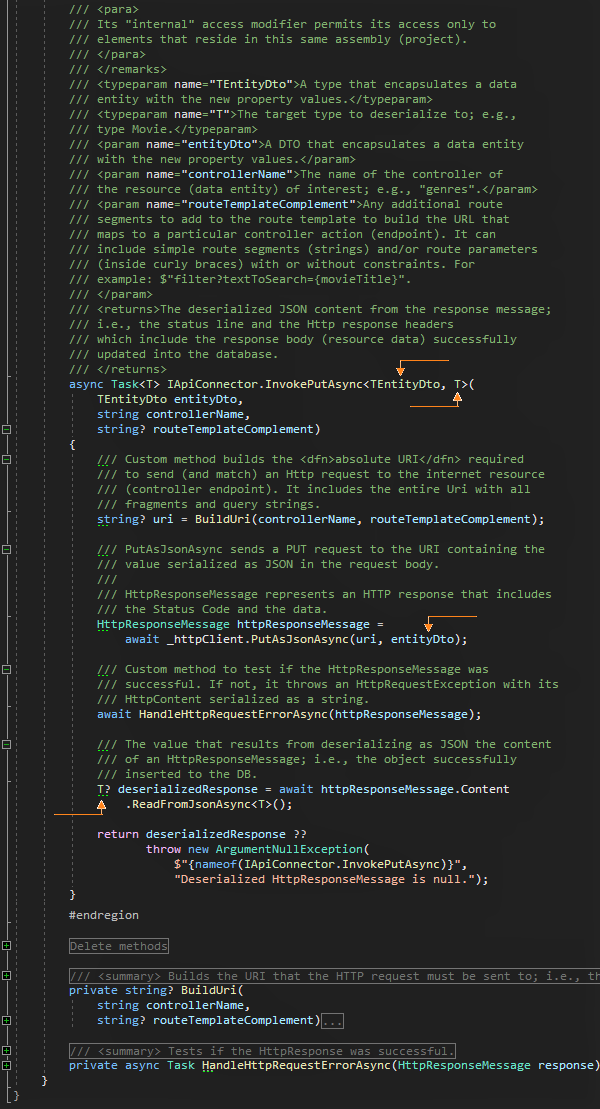 /// <para>
/// Its "internal" access modifier permits its access only to
/// elements that reside in this same assembly (project).
/// </para>
/// </remarks>
/// <typeparam name="TEntityDto">A type that encapsulates a data
/// entity with the new property values.</typeparam>
/// <typeparam name="T">The target type to deserialize to; e.g.,
/// type Movie.</typeparam>
/// <param name="entityDto">A DTO that encapsulates a data entity
/// with the new property values.</param>
/// <param name="controllerName">The name of the controller of
/// the resource (data entity) of interest; e.g., "genres".</param>
/// <param name="routeTemplateComplement">Any additional route
/// segments to add to the route template to build the URL that
/// maps to a particular controller action (endpoint). It can
/// include simple route segments (strings) and/or route parameters
/// (inside curly braces) with or without constraints. For
/// example: $"filter?textToSearch={movieTitle}".
/// </param>
/// <returns>The deserialized JSON content from the response message;
/// i.e., the status line and the Http response headers
/// which include the response body (resource data) successfully
/// updated into the database.
/// </returns>
async Task<T> IApiConnector.InvokePutAsync<TEntityDto, T>(
TEntityDto entityDto,
string controllerName,
string? routeTemplateComplement)
{
/// Custom method builds the <dfn>absolute URI</dfn> required
/// to send (and match) an Http request to the internet resource
/// (controller endpoint). It includes the entire Uri with all
/// fragments and query strings.
string? uri = BuildUri(controllerName, routeTemplateComplement);
/// PutAsJsonAsync sends a PUT request to the URI containing the
/// value serialized as JSON in the request body.
///
/// HttpResponseMessage represents an HTTP response that includes
/// the Status Code and the data.
HttpResponseMessage httpResponseMessage =
await _httpClient.PutAsJsonAsync(uri, entityDto);
/// Custom method to test if the HttpResponseMessage was
/// successful. If not, it throws an HttpRequestException with its
/// HttpContent serialized as a string.
await HandleHttpRequestErrorAsync(httpResponseMessage);
/// The value that results from deserializing as JSON the content
/// of an HttpResponseMessage; i.e., the object successfully
/// inserted to the DB.
T? deserializedResponse = await httpResponseMessage.Content
.ReadFromJsonAsync<T>();
return deserializedResponse ??
throw new ArgumentNullException(
$"{nameof(IApiConnector.InvokePutAsync)}",
"Deserialized HttpResponseMessage is null.");
}
#endregion
Delete methods
/// <summary> Builds the URI that the HTTP request must be sent to; i.e., th
private string? BuildUri(
string controllerName,
string? routeTemplateComplement)...
/// <summary> Tests if the HttpResponse was successful.
private async Task HandleHttpRequestErrorAsync(HttpResponseMessage response)
}
}